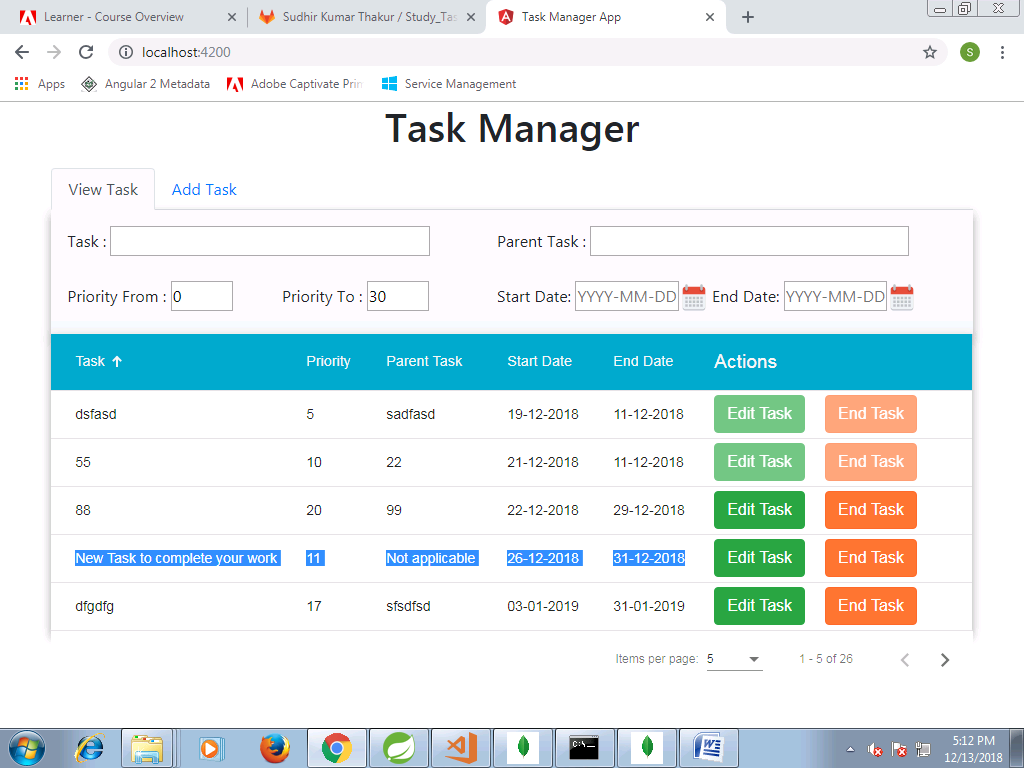 Learner - Course Overview
Sudhir Kumar Thakur / Study_Tas
Task Manager App
localhost:4200
S
Apps
Angular 2 Metadata
Adobe Captivate Prin
Service Management
Task Manager
View Task
Add Task
Task :
Parent Task :
Priority From : 0
Priority To : 30
Start Date: YYYY-MM-DD
End Date: YYYY-MM-DD
Task Priority Parent Task Start Date End Date Actions
dsfasd 5 sadfasd 19-12-2018 11-12-2018 Edit Task End Task
55 10 22 21-12-2018 11-12-2018 Edit Task End Task
88 20 99 22-12-2018 29-12-2018 Edit Task End Task
New Task to complete your work 11 Not applicable 26-12-2018 31-12-2018 Edit Task End Task
dfgdfg 17 sfsdfsd 03-01-2019 31-01-2019 Edit Task End Task
Items per page: 5 1 - 5 of 26
5:12 PM
12/13/2018